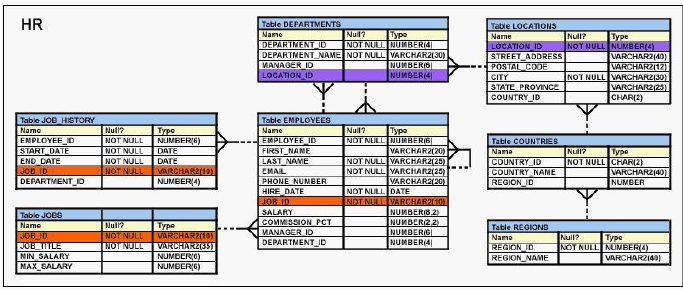 HR
Table DEPARTMENTS
Name Null? Type
DEPARTMENT_ID NOT NULL NUMBER(4)
DEPARTMENT_NAME NOT NULL VARCHAR2(30)
MANAGER_ID NUMBER(6)
LOCATION_ID NUMBER(4)
Table LOCATIONS
Name Null? Type
LOCATION_ID NOT NULL NUMBER(4)
STREET_ADDRESS VARCHAR2(40)
POSTAL_CODE VARCHAR2(12)
CITY NOT NULL VARCHAR2(30)
STATE_PROVINCE VARCHAR2(25)
COUNTRY_ID CHAR(2)
Table JOB_HISTORY
Name Null? Type
EMPLOYEE_ID NOT NULL NUMBER(6)
START_DATE NOT NULL DATE
END_DATE NOT NULL DATE
JOB_ID NOT NULL VARCHAR2(10)
DEPARTMENT_ID NUMBER(4)
Table EMPLOYEES
Name Null? Type
EMPLOYEE_ID NOT NULL NUMBER(6)
FIRST_NAME VARCHAR2(20)
LAST_NAME NOT NULL VARCHAR2(25)
EMAIL NOT NULL VARCHAR2(25)
PHONE_NUMBER VARCHAR2(20)
HIRE_DATE NOT NULL DATE
JOB_ID NOT NULL VARCHAR2(10)
SALARY NUMBER(8,2)
COMMISSION_PCT NUMBER(2,2)
MANAGER_ID NUMBER(6)
DEPARTMENT_ID NUMBER(4)
Table COUNTRIES
Name Null? Type
COUNTRY_ID NOT NULL CHAR(2)
COUNTRY_NAME VARCHAR2(40)
REGION_ID NUMBER
Table JOBS
Name Null? Type
JOB_ID NOT NULL VARCHAR2(10)
JOB_TITLE NOT NULL VARCHAR2(35)
MIN_SALARY NUMBER(6)
MAX_SALARY NUMBER(6)
Table REGIONS
Name Null? Type
REGION_ID NOT NULL NUMBER(4)
REGION_NAME VARCHAR2(40)